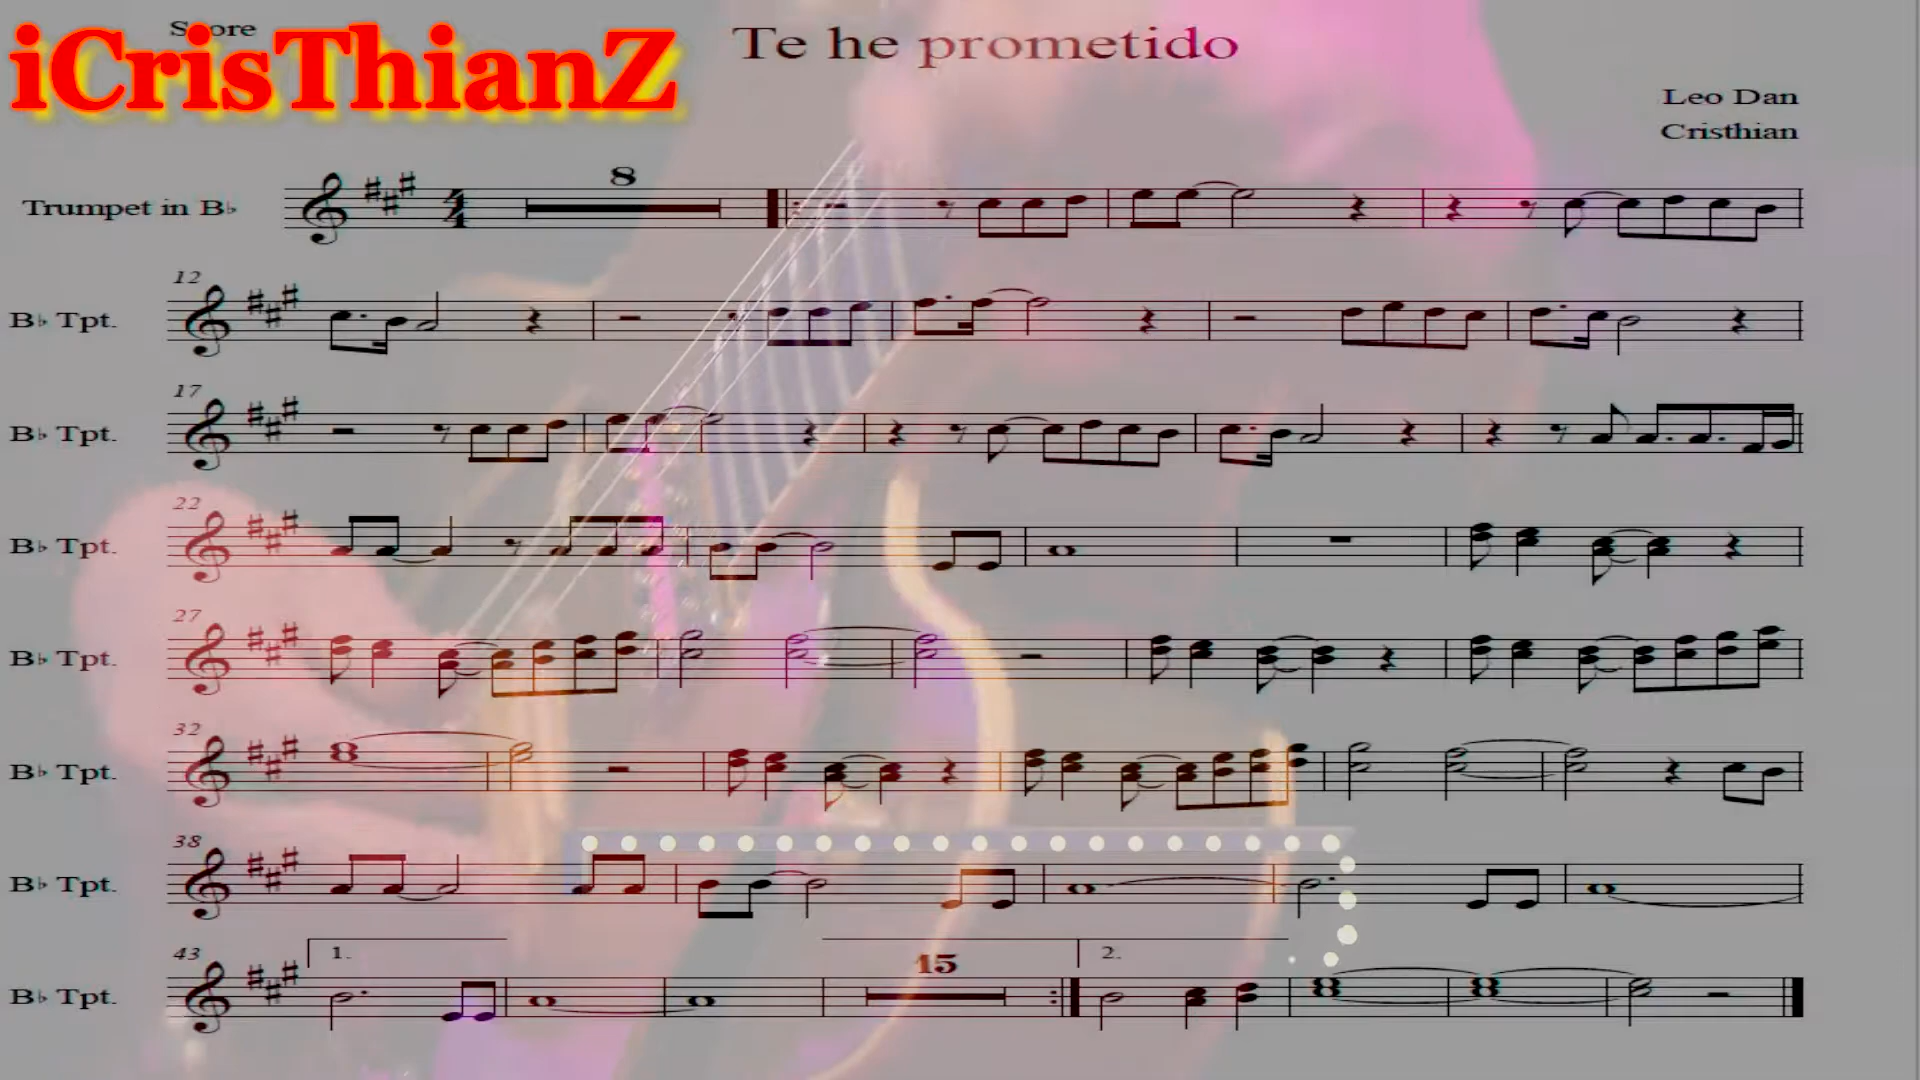 Score
iCrisThianZ
Te he prometido
Leo Dan
Cristhian
Trumpet in B♭
8
12
B♭ Tpt.
17
B♭ Tpt.
22
B♭ Tpt.
27
B♭ Tpt.
32
B♭ Tpt.
38
B♭ Tpt.
43
B♭ Tpt.
1.
15
2.